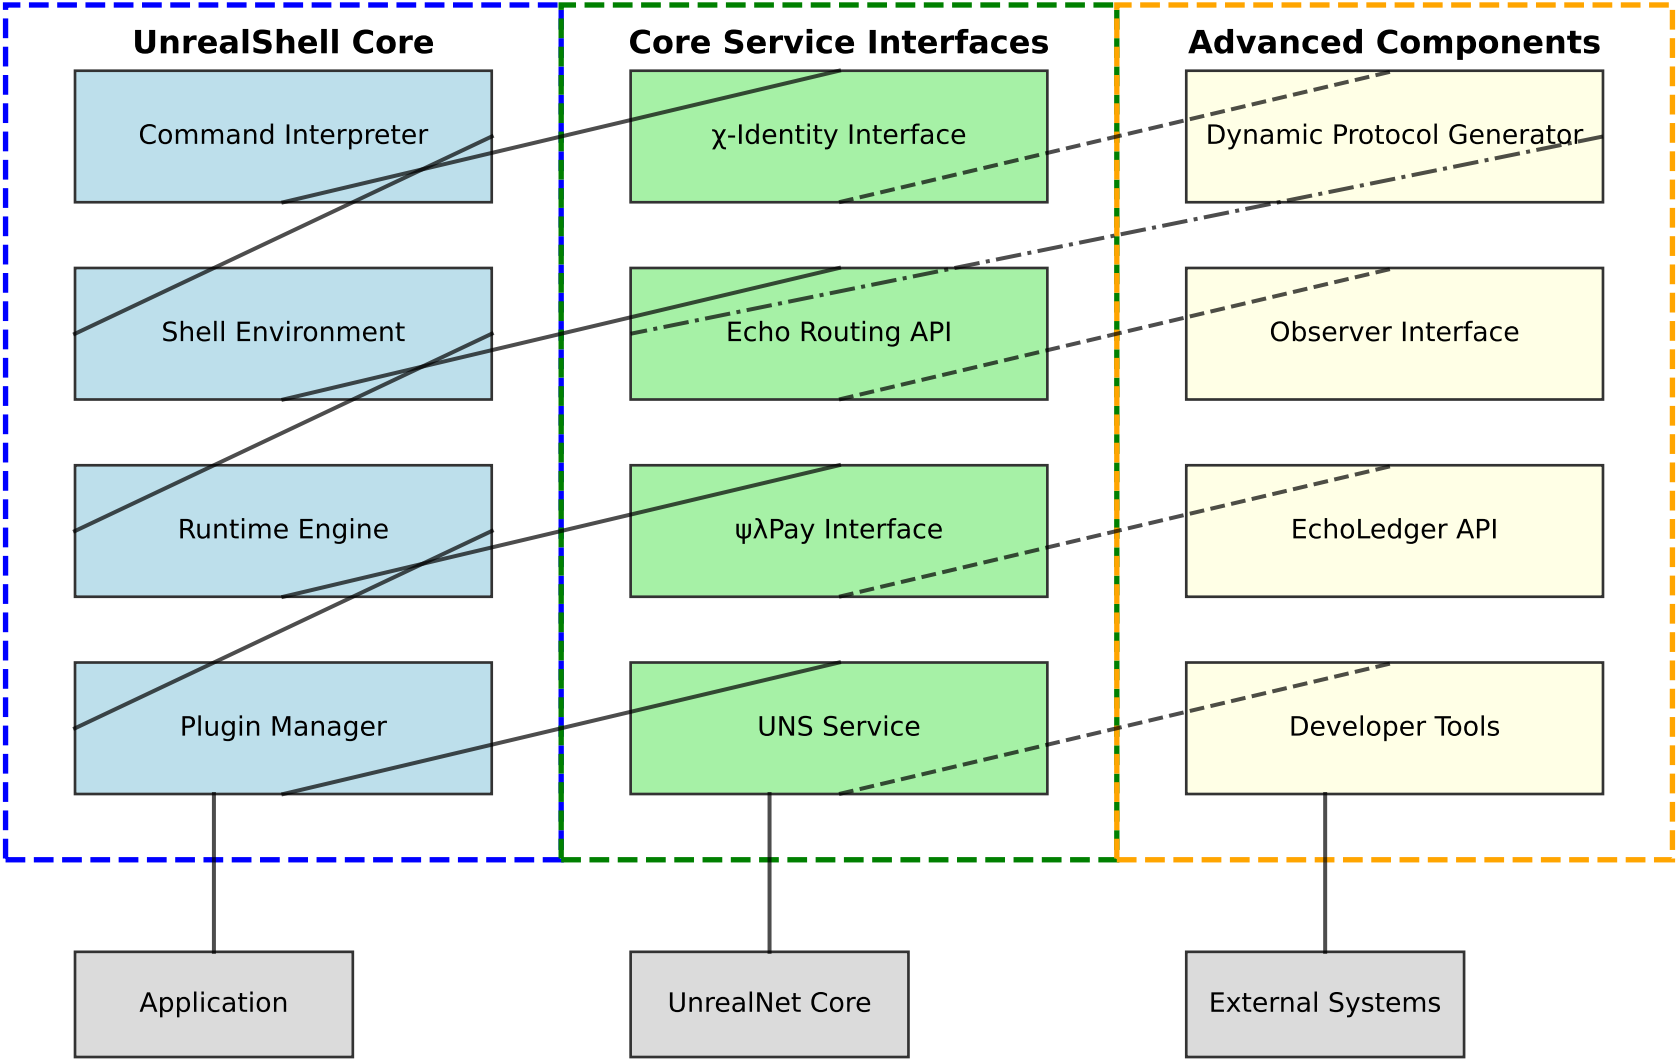 UnrealShell Core
Core Service Interfaces
Advanced Components
Command Interpreter
χ-Identity Interface
Dynamic Protocol Generator
Shell Environment
Echo Routing API
Observer Interface
Runtime Engine
ψλPay Interface
EchoLedger API
Plugin Manager
UNS Service
Developer Tools
Application
UnrealNet Core
External Systems